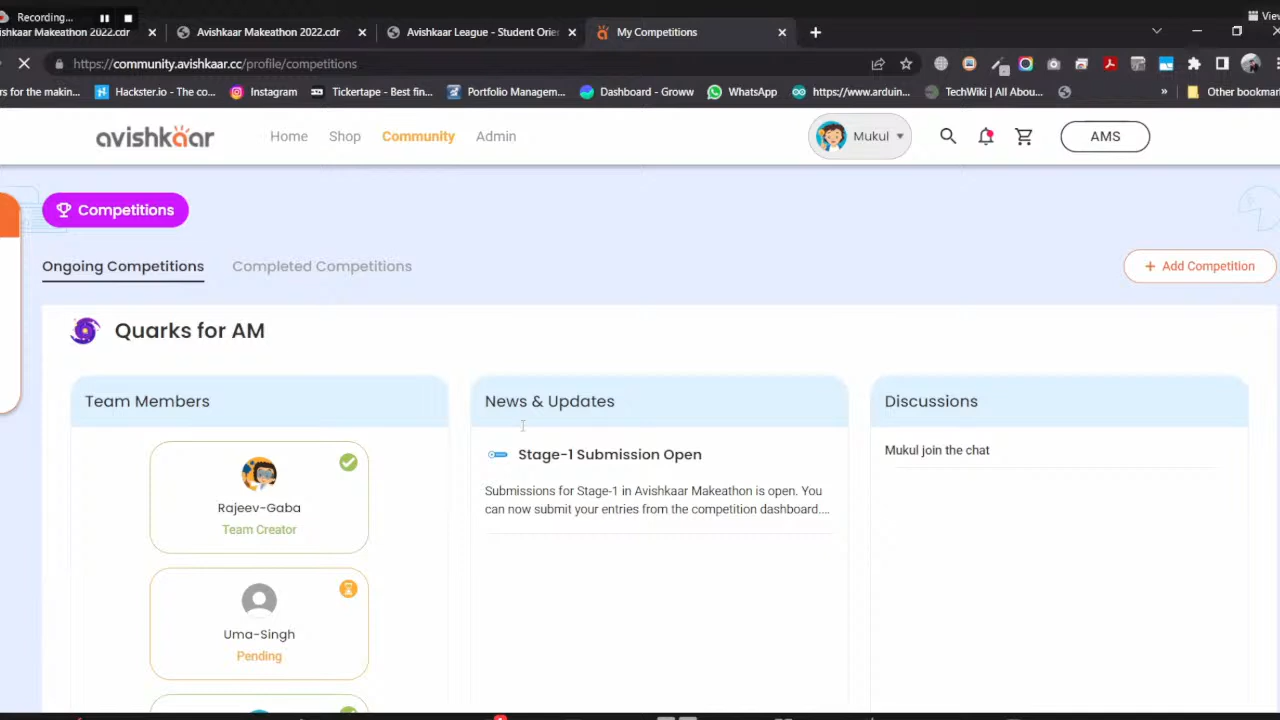 Recording...
View
ishkaar Makeathon 2022.cdr
Avishkaar Makeathon 2022.cdr
Avishkaar League - Student Orie
My Competitions
https://community.avishkaar.cc/profile/competitions
rs for the makin...
Hackster.io - The co...
Instagram
Tickertape - Best fin...
Portfolio Managem...
Dashboard - Groww
WhatsApp
https://www.arduin...
TechWiki | All Abou...
»
Other bookmar
avishkaar
Home
Shop
Community
Admin
Mukul
AMS
Competitions
Ongoing Competitions
Completed Competitions
+ Add Competition
Quarks for AM
Team Members
News & Updates
Discussions
Rajeev-Gaba
Team Creator
Uma-Singh
Pending
Stage-1 Submission Open
Submissions for Stage-1 in Avishkaar Makeathon is open. You
can now submit your entries from the competition dashboard....
Mukul join the chat